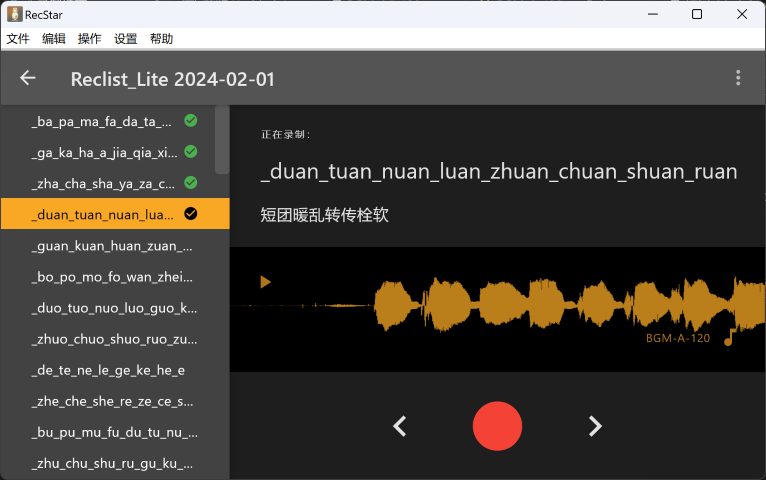 RecStar
文件 编辑 操作 设置 帮助
Reclist_Lite 2024-02-01
_ba_pa_ma_fa_da_ta_...
_ga_ka_ha_a_jia_qia_xi...
_zha_cha_sha_ya_za_c...
_duan_tuan_nuan_lua...
_guan_kuan_huan_zuan_...
_bo_po_mo_fo_wan_zhei...
_duo_tuo_nuo_luo_guo_k...
_zhuo_chuo_shuo_ruo_zu...
_de_te_ne_le_ge_ke_he_e
_zhe_che_she_re_ze_ce_s...
_bu_pu_mu_fu_du_tu_nu_...
_zhu_chu_shu_ru_gu_ku_...
正在录制：
_duan_tuan_nuan_luan_zhuan_chuan_shuan_ruan
短团暖乱转传栓软
BGM-A-120